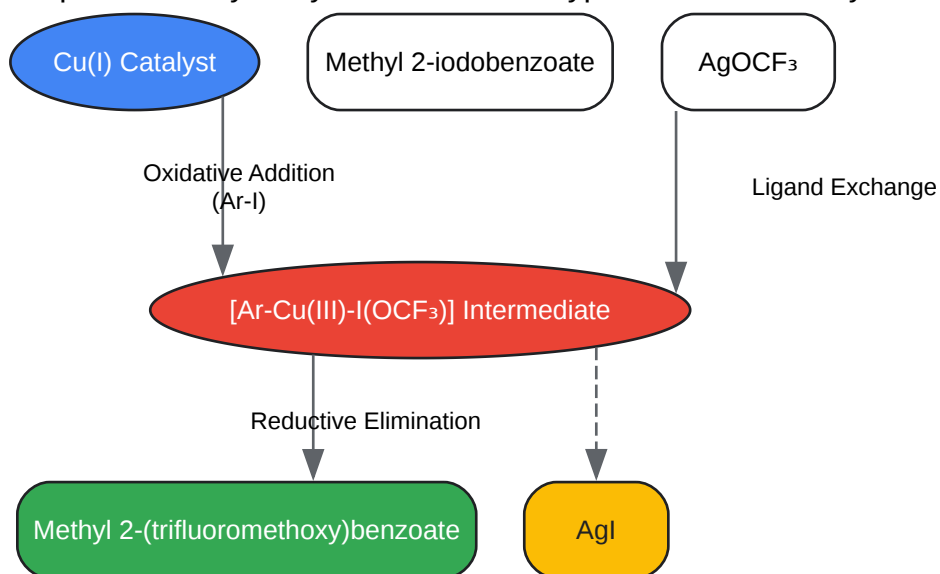 Cu(I) Catalyst
Methyl 2-iodobenzoate
AgOCF₃
Oxidative Addition
(Ar-I)
Ligand Exchange
[Ar-Cu(III)-I(OCF₃)] Intermediate
Reductive Elimination
Methyl 2-(trifluoromethoxy)benzoate
AgI